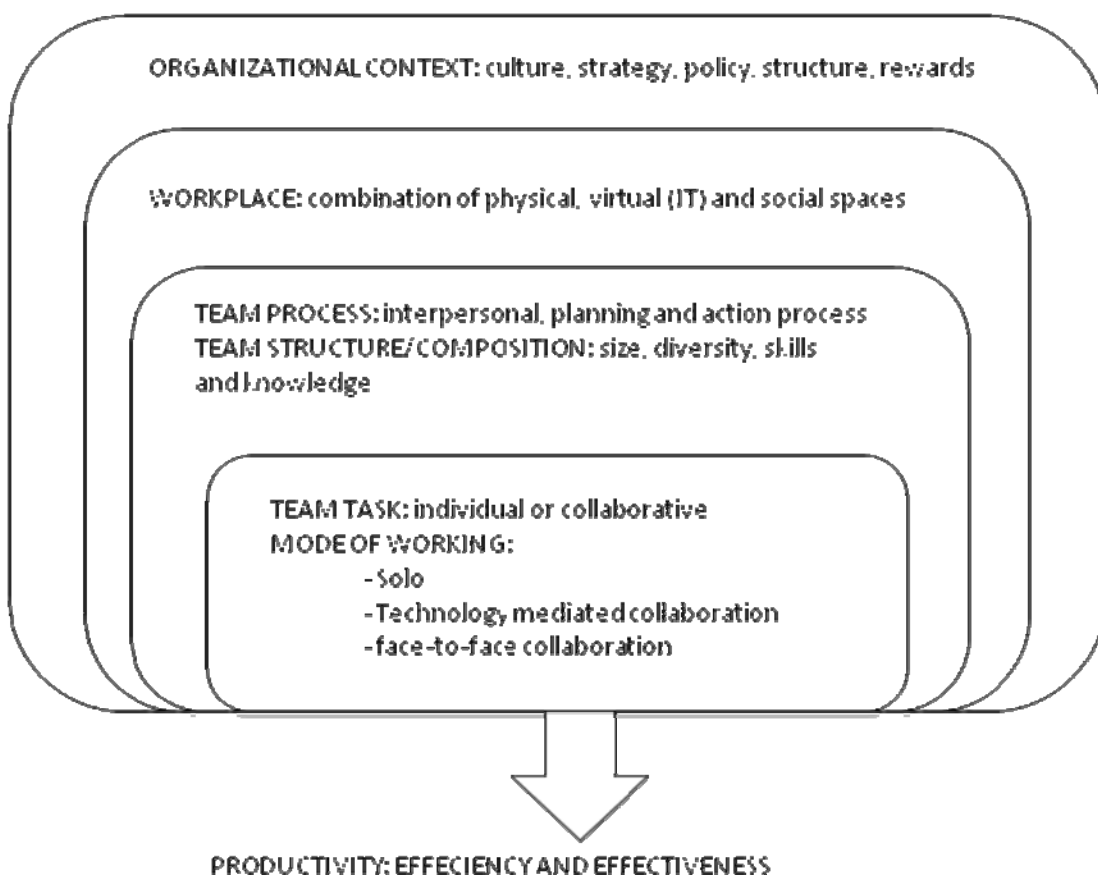 ORGANIZATIONAL CONTEXT: culture, strategy, policy, structure, rewards
WORKPLACE: combination of physical, virtual (IT) and social spaces
TEAM PROCESS: interpersonal, planning and action process
TEAM STRUCTURE/COMPOSITION: size, diversity, skills
and knowledge
TEAM TASK: individual or collaborative
MODE OF WORKING:
-Solo
-Technology mediated collaboration
-face-to-face collaboration
PRODUCTIVITY: EFFECIENCY AND EFFECTIVENESS